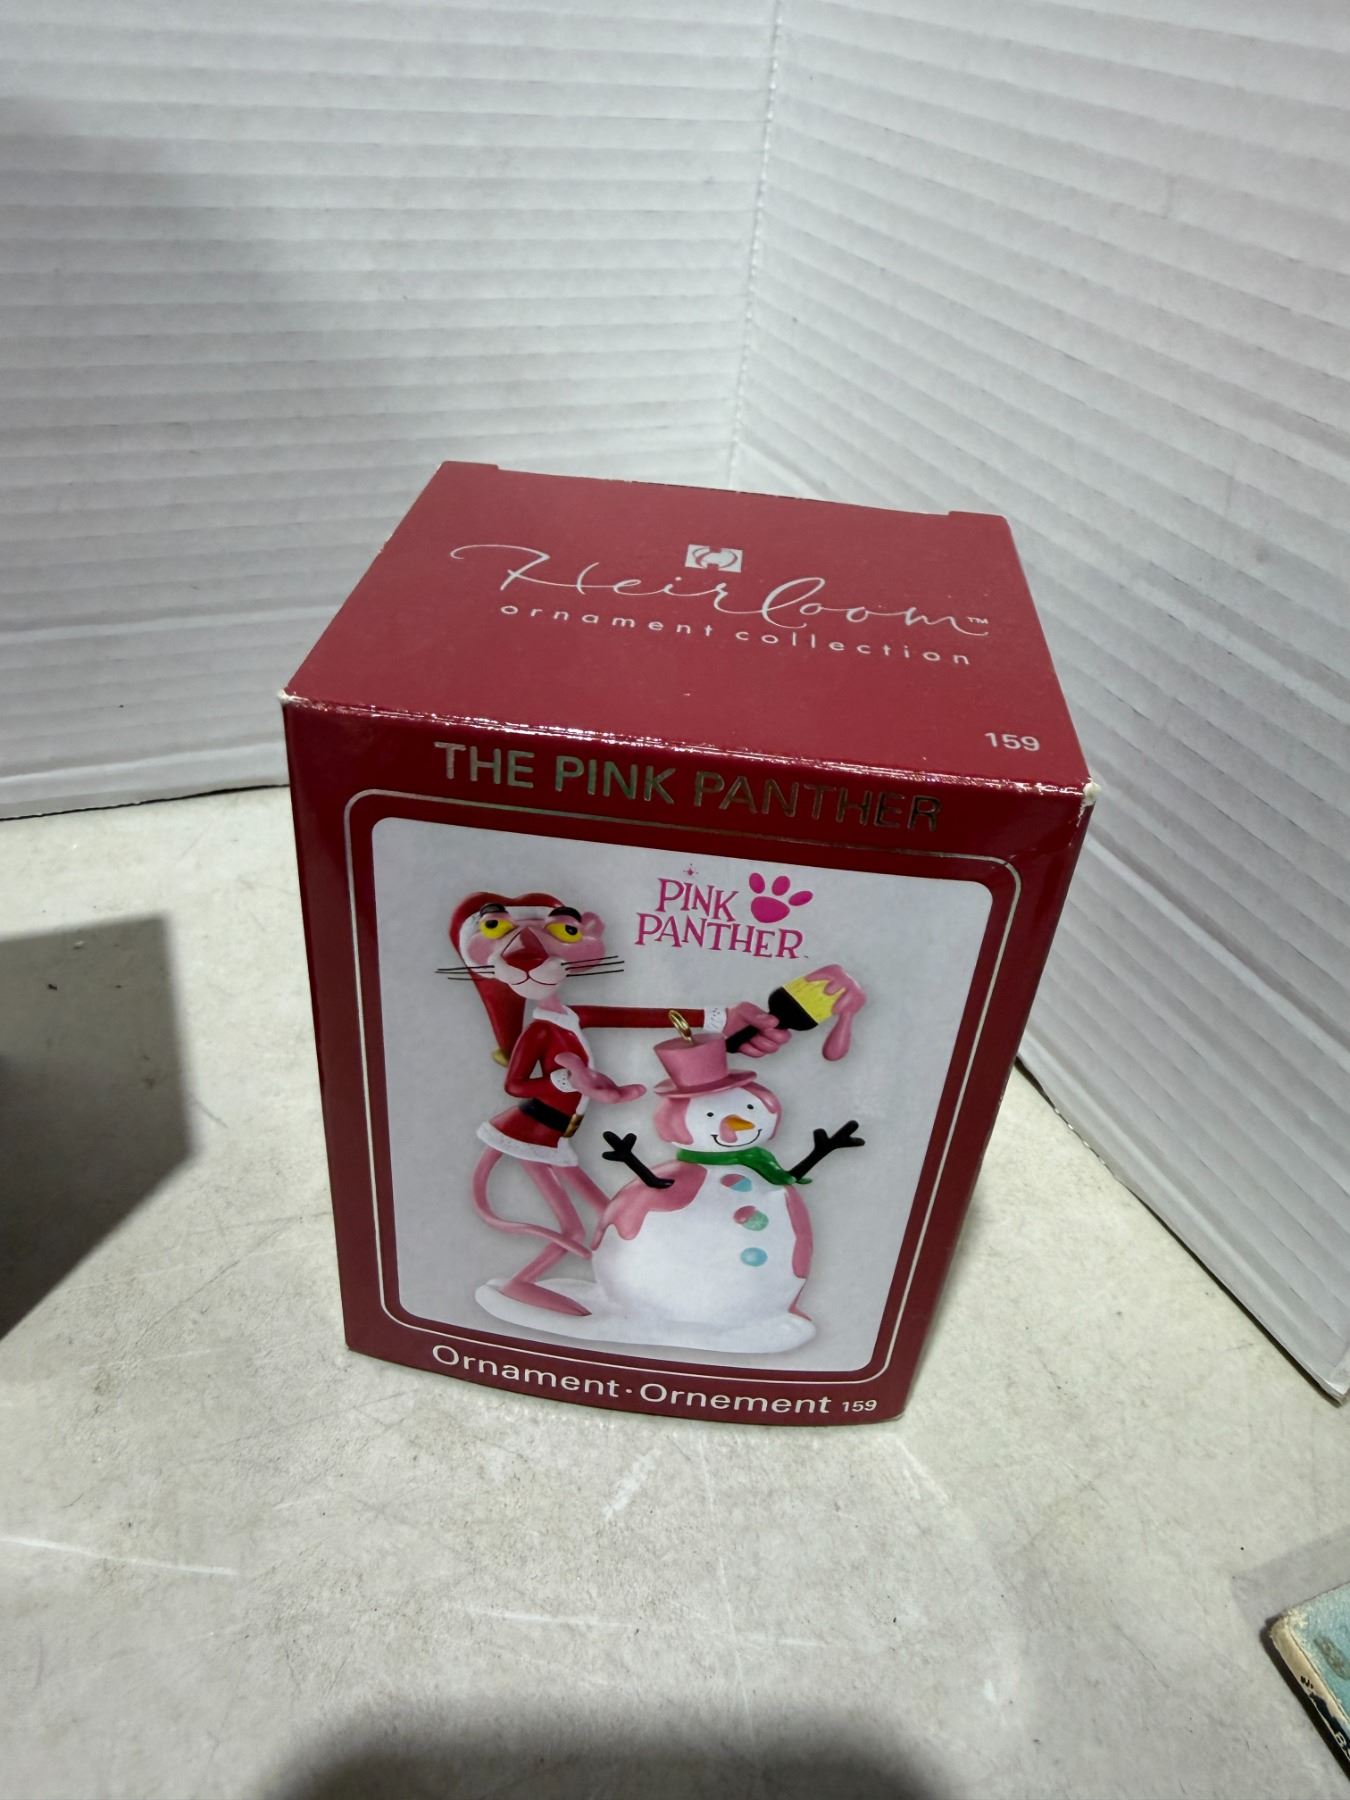 Heirloom™
ornament collection
159
THE PINK PANTHER
PINK
PANTHER
Ornament · Ornement 159